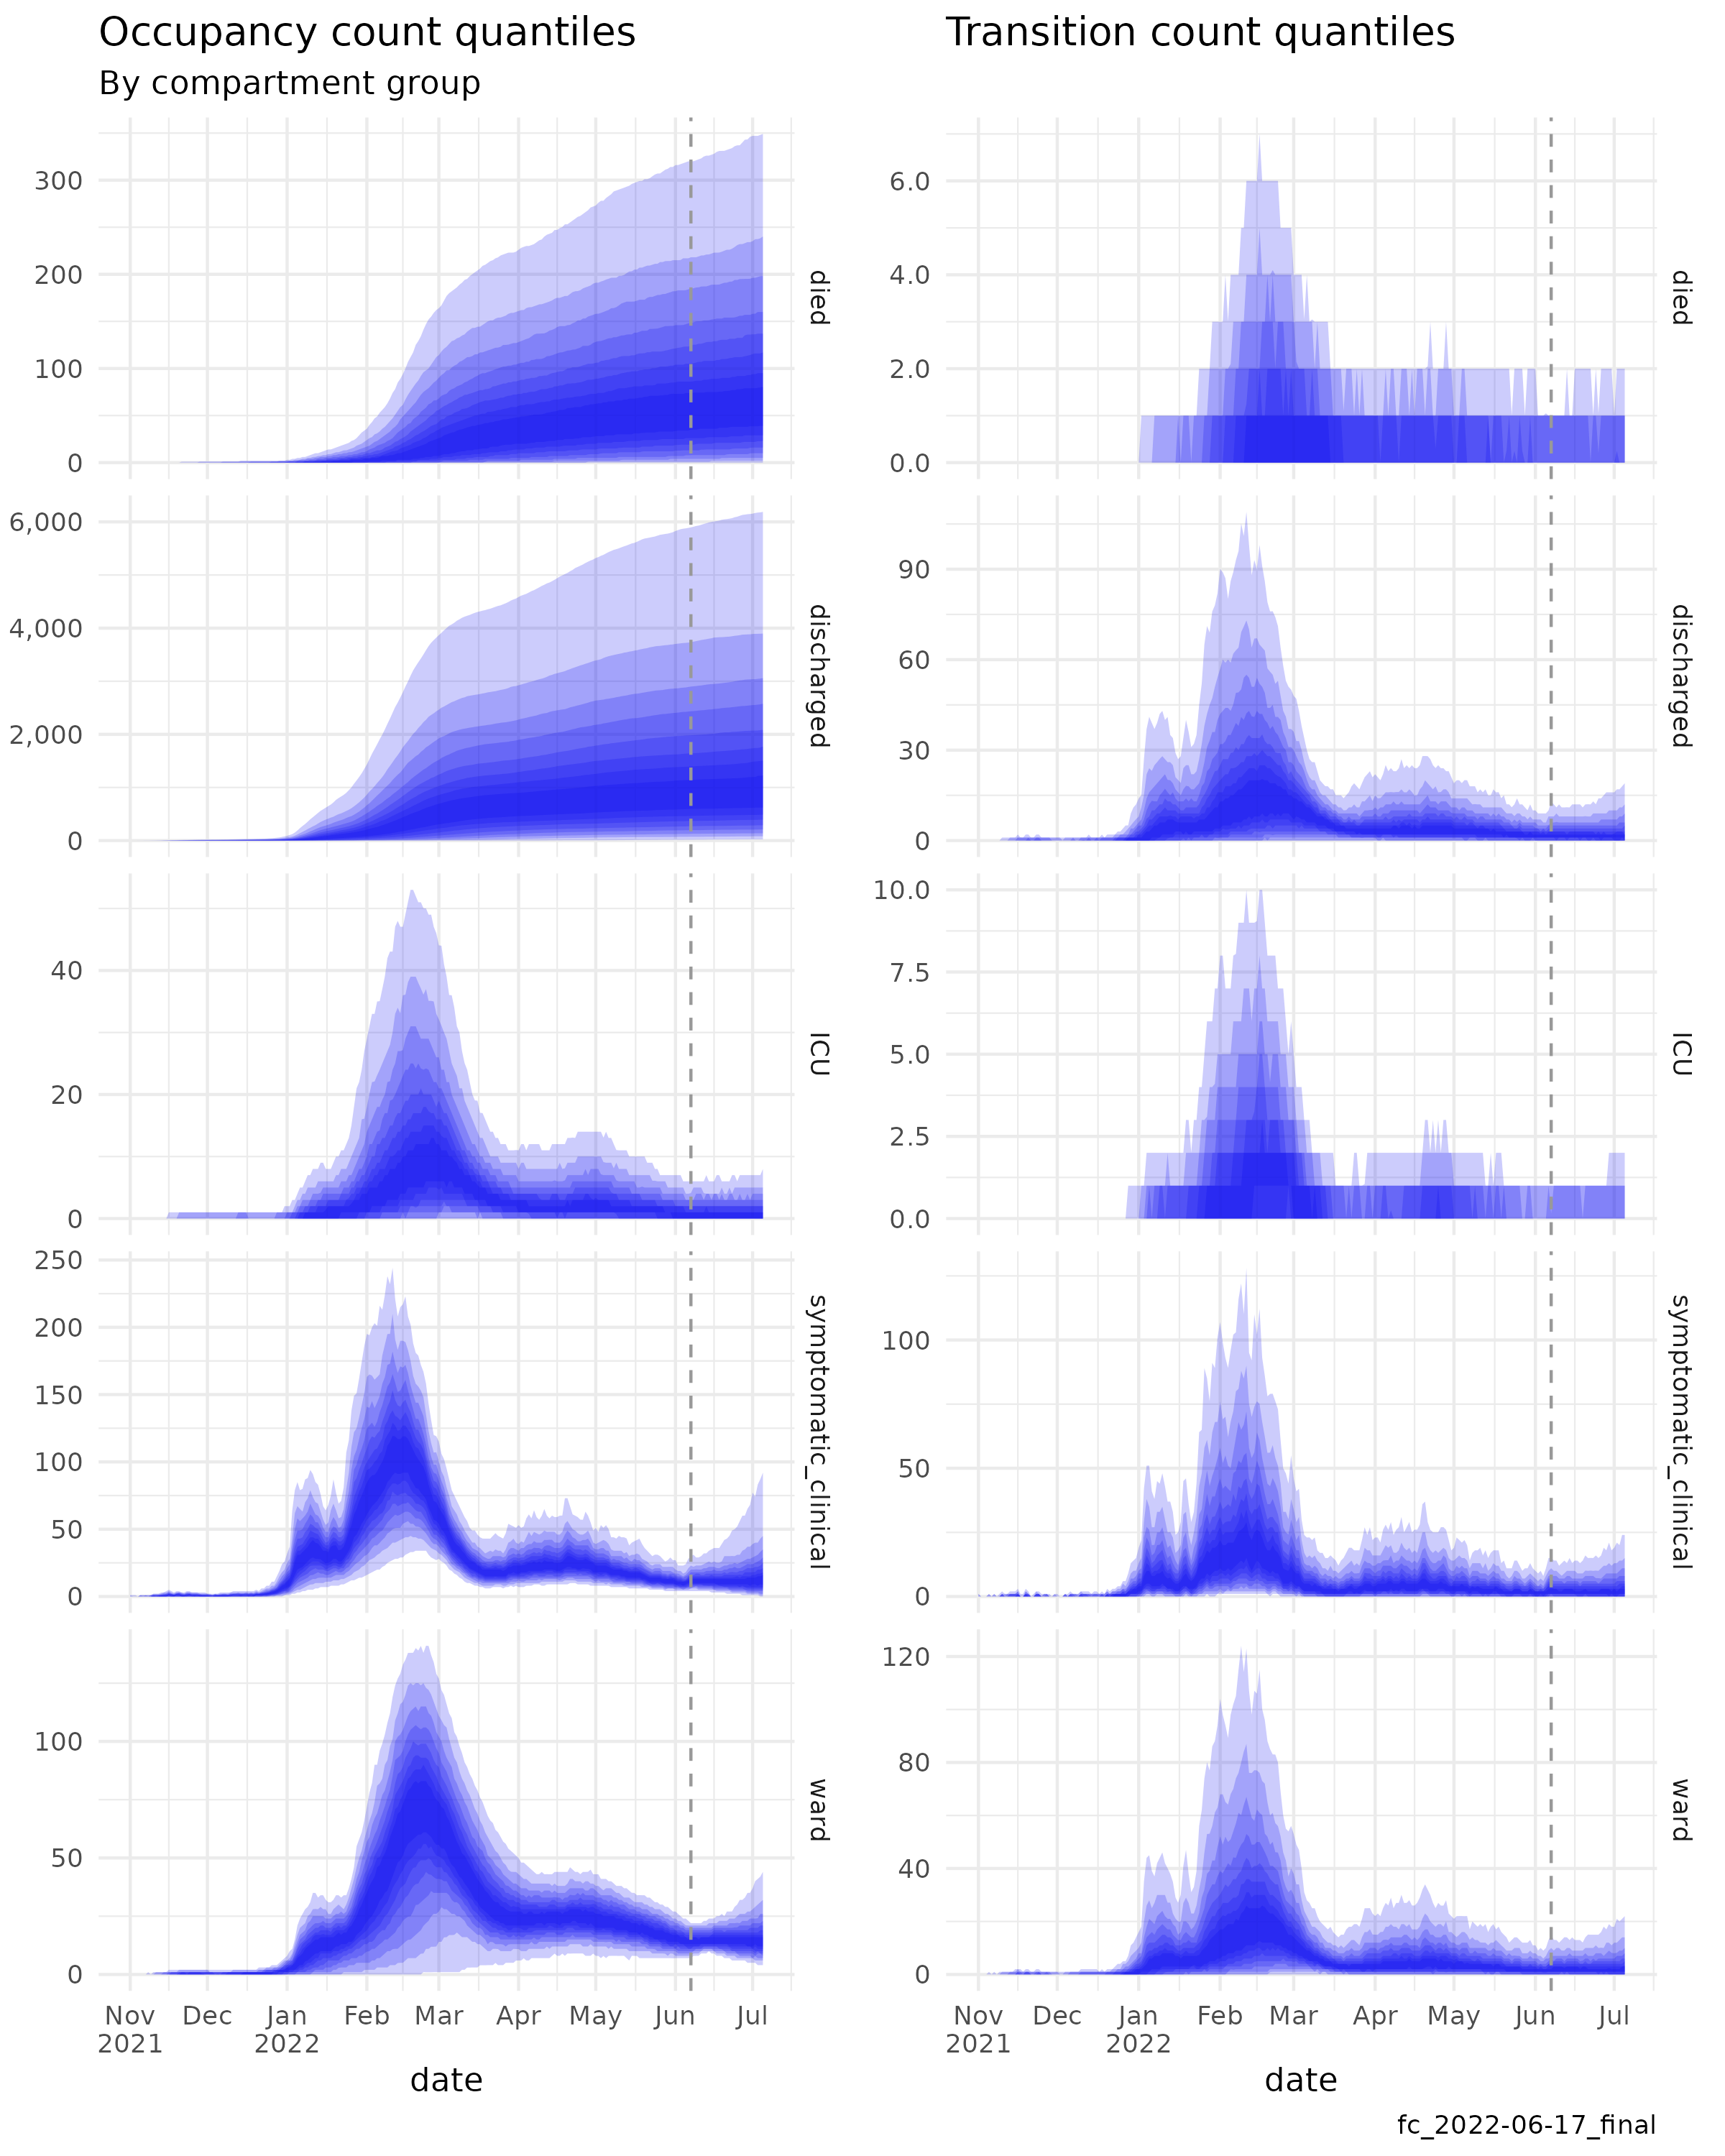 Occupancy count quantiles
By compartment group
300
200
100
0
died
6,000
4,000
2,000
0
discharged
40
20
0
ICU
250
200
150
100
50
0
symptomatic_clinical
100
50
0
ward
Nov Dec Jan Feb Mar Apr May Jun Jul
2021 2022
date
Transition count quantiles
6.0
4.0
2.0
0.0
died
90
60
30
0
discharged
10.0
7.5
5.0
2.5
0.0
ICU
100
50
0
symptomatic_clinical
120
80
40
0
ward
Nov Dec Jan Feb Mar Apr May Jun Jul
2021 2022
date
fc_2022-06-17_final